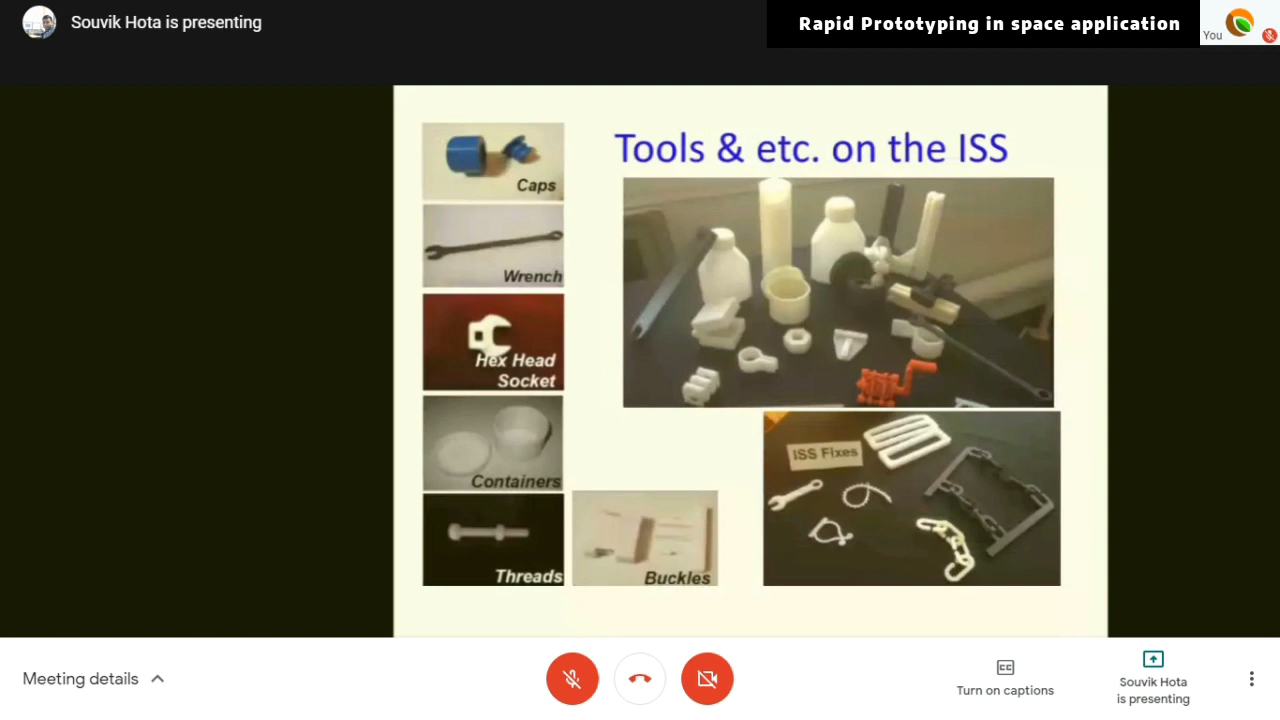 Souvik Hota is presenting
Rapid Prototyping in space application
You
Tools & etc. on the ISS
Caps
Wrench
Hex Head
Socket
Containers
Threads
Buckles
ISS Fixes
Meeting details
Turn on captions
Souvik Hota
is presenting